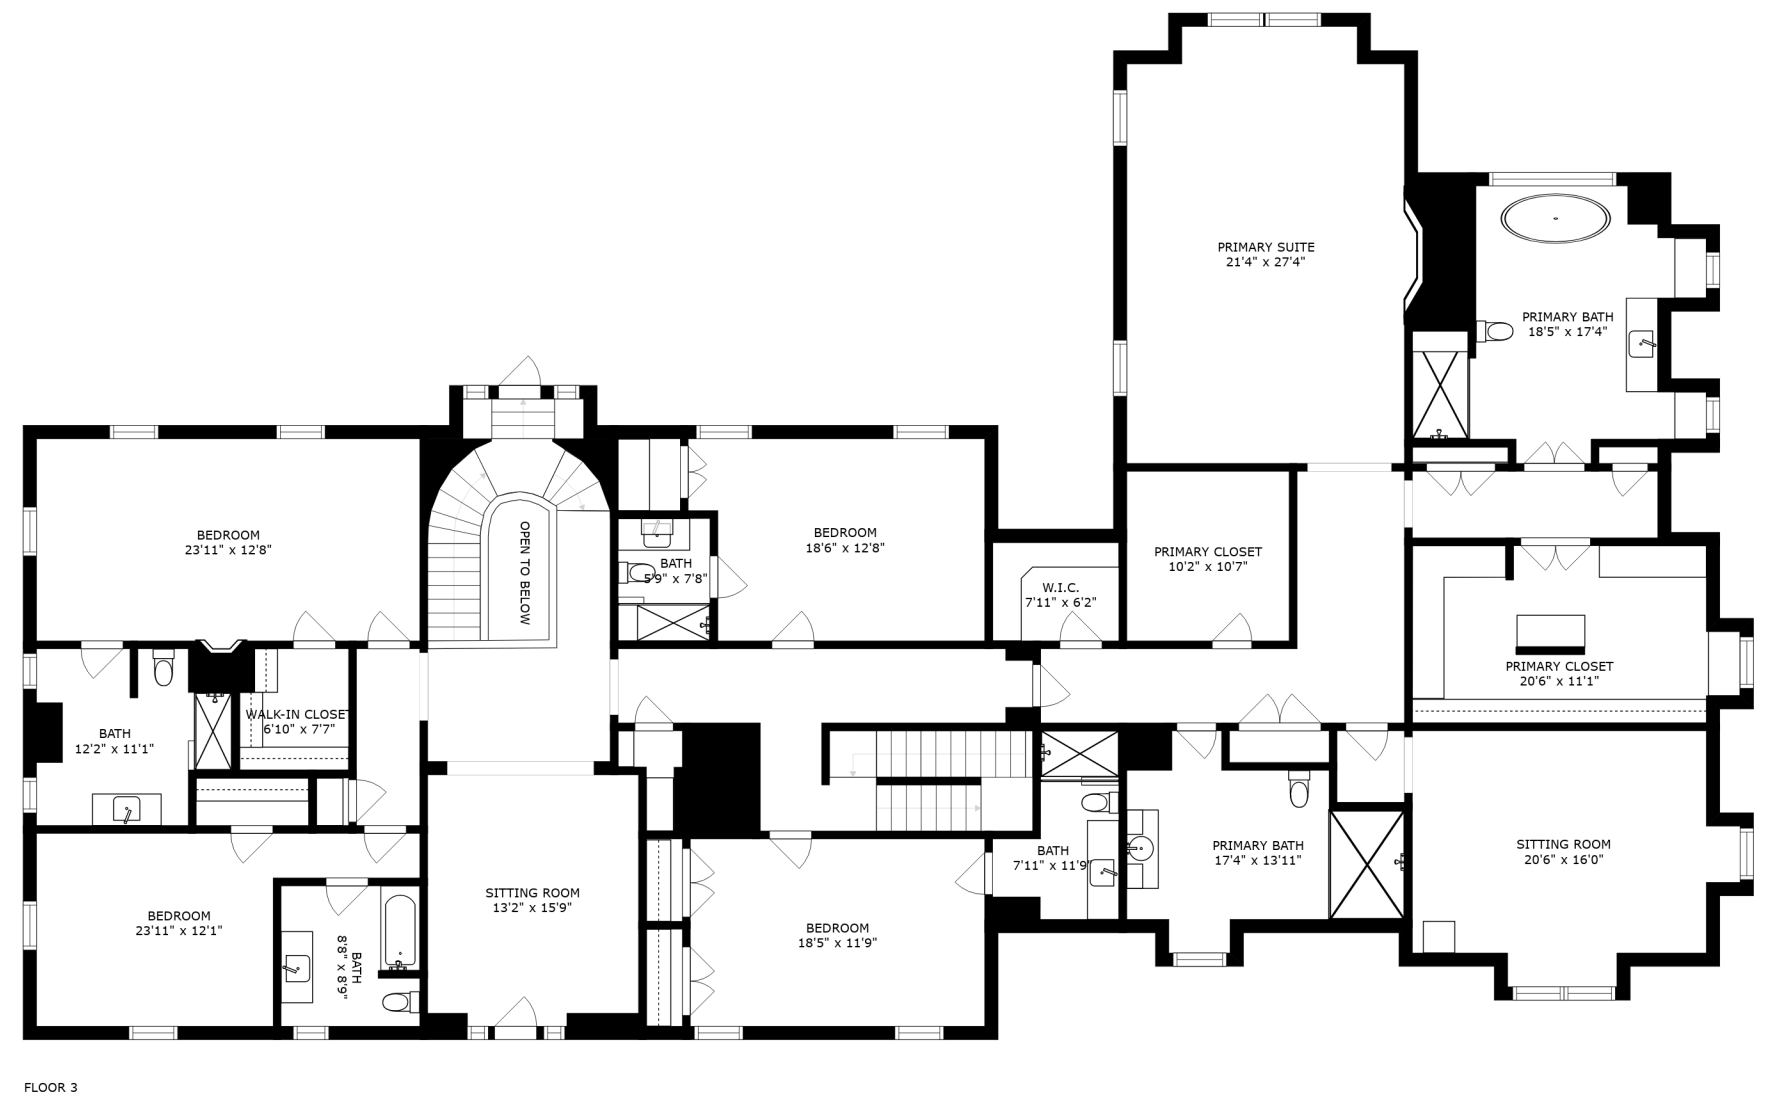 PRIMARY SUITE
21'4" x 27'4"
PRIMARY BATH
18'5" x 17'4"
BEDROOM
23'11" x 12'8"
OPEN TO BELOW
BATH
5'9" x 7'8"
BEDROOM
18'6" x 12'8"
W.I.C.
7'11" x 6'2"
PRIMARY CLOSET
10'2" x 10'7"
PRIMARY CLOSET
20'6" x 11'1"
BATH
12'2" x 11'1"
WALK-IN CLOSET
6'10" x 7'7"
BEDROOM
23'11" x 12'1"
BATH
8'8" x 8'9"
SITTING ROOM
13'2" x 15'9"
BEDROOM
18'5" x 11'9"
BATH
7'11" x 11'9"
PRIMARY BATH
17'4" x 13'11"
SITTING ROOM
20'6" x 16'0"
FLOOR 3